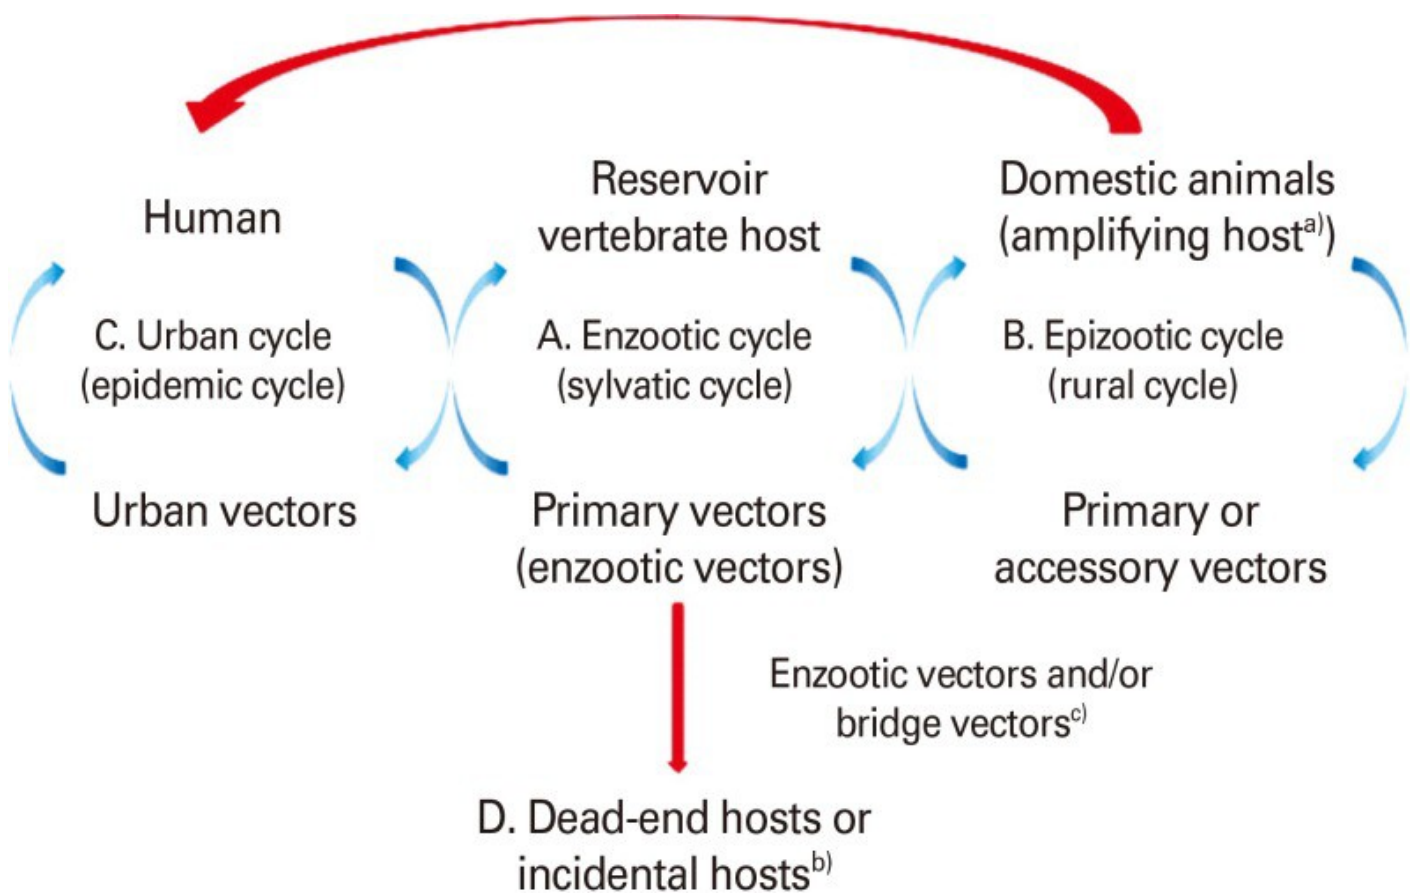 Human
Reservoir
vertebrate host
Domestic animals
(amplifying hostᵃ⁾)
C. Urban cycle
(epidemic cycle)
A. Enzootic cycle
(sylvatic cycle)
B. Epizootic cycle
(rural cycle)
Urban vectors
Primary vectors
(enzootic vectors)
Primary or
accessory vectors
Enzootic vectors and/or
bridge vectorsᶜ⁾
D. Dead-end hosts or
incidental hostsᵇ⁾